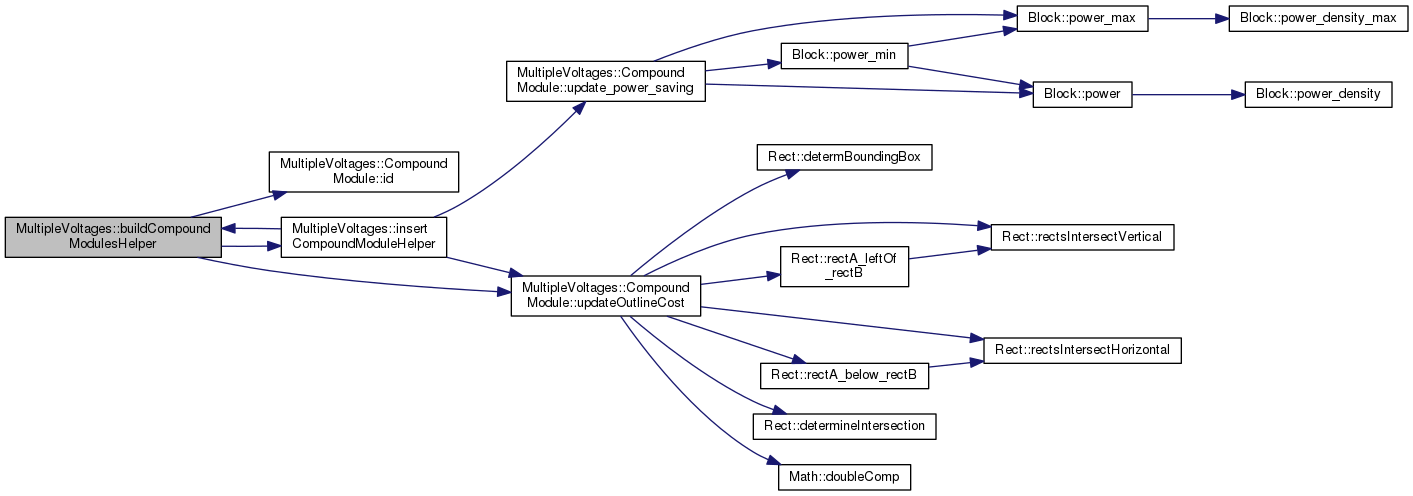 MultipleVoltages::buildCompound
ModulesHelper
MultipleVoltages::Compound
Module::id
MultipleVoltages::insert
CompoundModuleHelper
MultipleVoltages::Compound
Module::update_power_saving
MultipleVoltages::Compound
Module::updateOutlineCost
Block::power_max
Block::power_density_max
Block::power_min
Block::power
Block::power_density
Rect::determBoundingBox
Rect::rectsIntersectVertical
Rect::rectA_leftOf
_rectB
Rect::rectsIntersectHorizontal
Rect::rectA_below_rectB
Rect::determineIntersection
Math::doubleComp